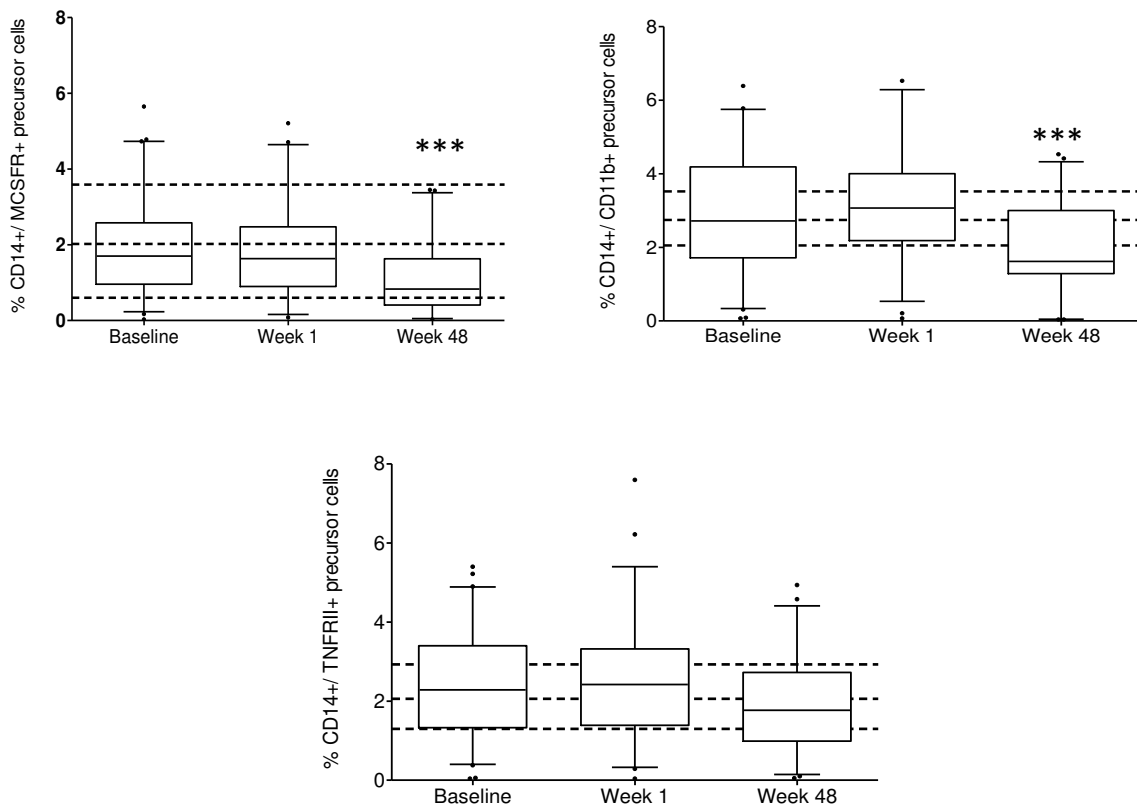 % CD14+/ MCSFR+ precursor cells
8
6
4
2
0
***
Baseline
Week 1
Week 48
% CD14+/ CD11b+ precursor cells
8
6
4
2
0
***
Baseline
Week 1
Week 48
% CD14+/ TNFRII+ precursor cells
8
6
4
2
0
Baseline
Week 1
Week 48